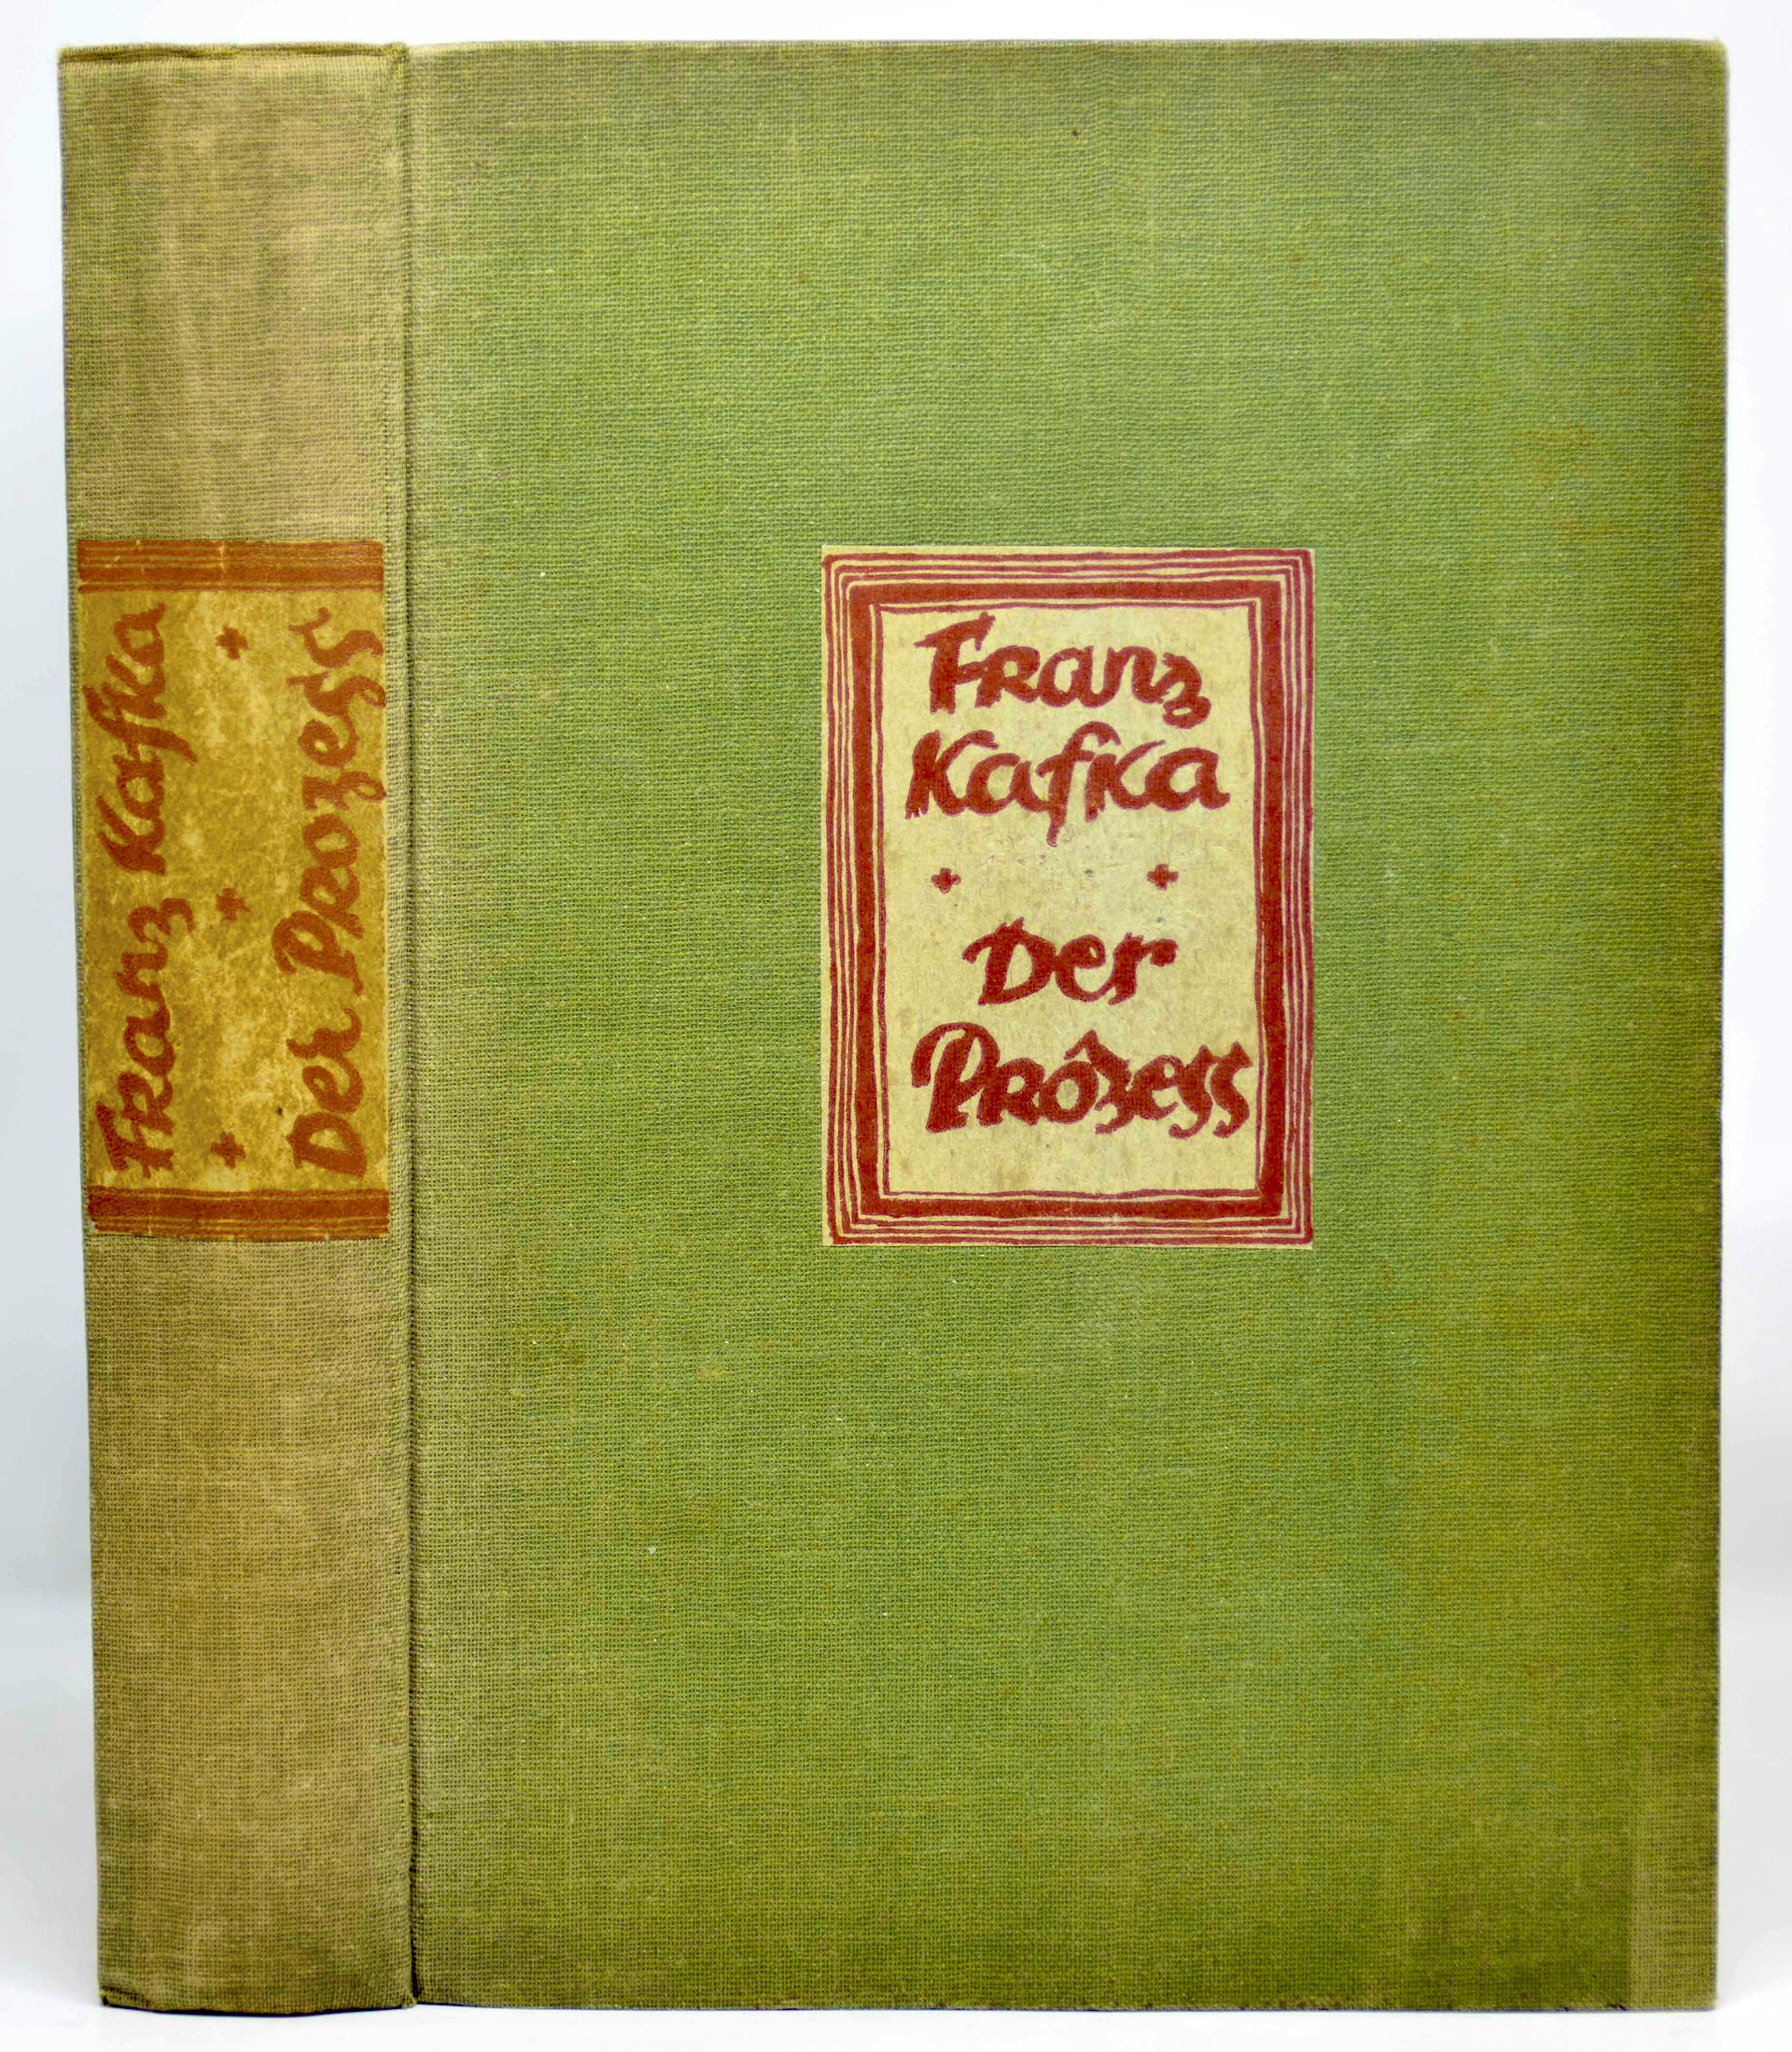 Franz Kafka
+ + +
Der Prozess
Franz
Kafka
+ +
Der
Prozess